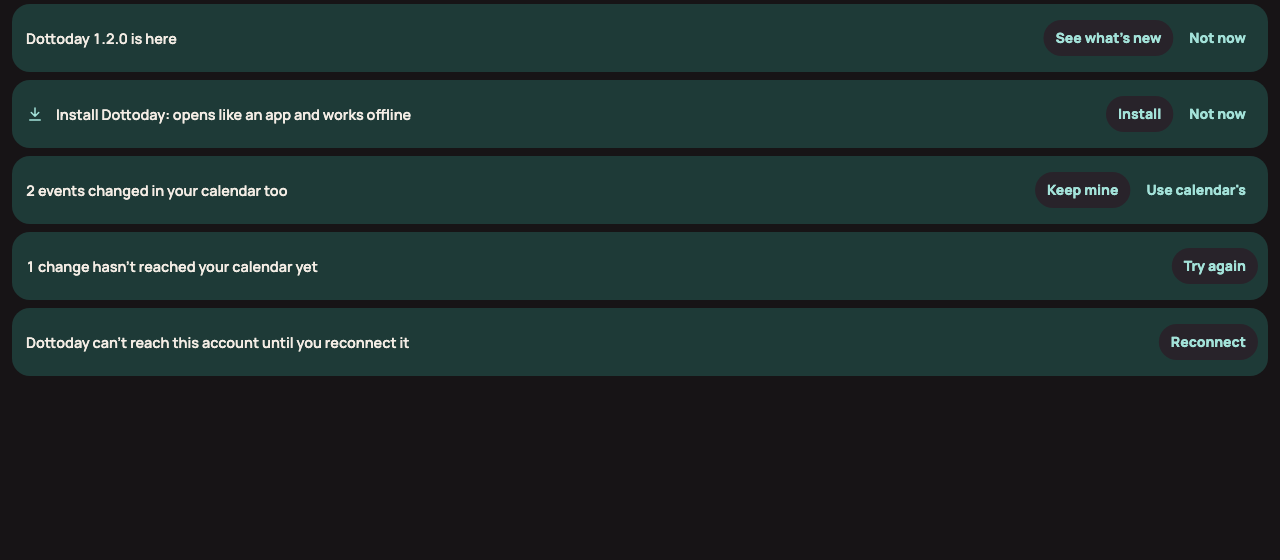 Dottoday 1.2.0 is here
See what's new
Not now
Install Dottoday: opens like an app and works offline
Install
Not now
2 events changed in your calendar too
Keep mine
Use calendar's
1 change hasn't reached your calendar yet
Try again
Dottoday can't reach this account until you reconnect it
Reconnect